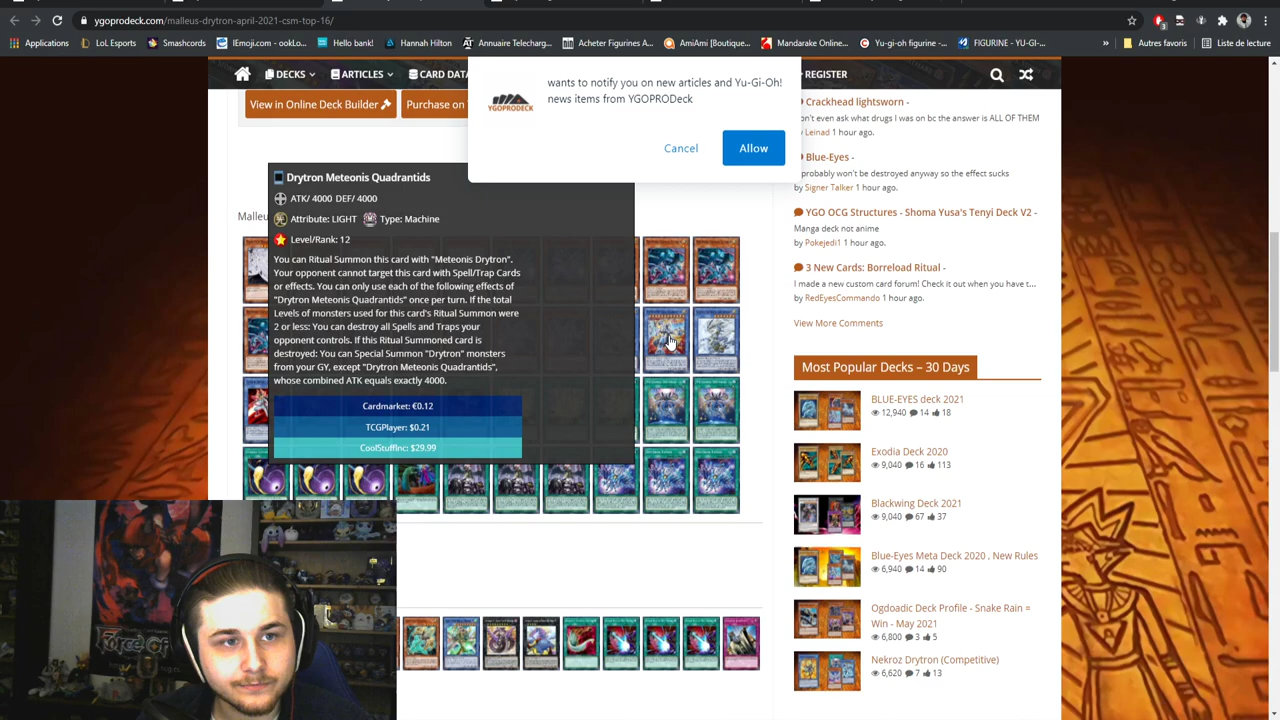 ygoprodeck.com/malleus-drytron-april-2021-csm-top-16/
Applications
LoL Esports
Smashcords
IEmoji.com - ookLo...
Hello bank!
Hannah Hilton
Annuaire Telecharg...
Acheter Figurines A...
AmiAmi [Boutique...
Mandarake Online...
Yu-gi-oh figurine -...
FIGURINE - YU-GI-...
»
Autres favoris
Liste de lecture
DECKS
ARTICLES
CARD DATA
REGISTER
wants to notify you on new articles and Yu-Gi-Oh!
news items from YGOPRODeck
YGOPRODECK
Cancel
Allow
View in Online Deck Builder
Purchase on
Malleus
Drytron Meteonis Quadrantids
ATK/ 4000 DEF/ 4000
Attribute: LIGHT Type: Machine
Level/Rank: 12
You can Ritual Summon this card with "Meteonis Drytron".
Your opponent cannot target this card with Spell/Trap Cards
or effects. You can only use each of the following effects of
"Drytron Meteonis Quadrantids" once per turn. If the total
Levels of monsters used for this card's Ritual Summon were
2 or less: You can destroy all Spells and Traps your
opponent controls. If this Ritual Summoned card is
destroyed: You can Special Summon "Drytron" monsters
from your GY, except "Drytron Meteonis Quadrantids",
whose combined ATK equals exactly 4000.
Cardmarket: €0.12
TCGPlayer: $0.21
CoolStuffInc: $29.99
Crackhead lightsworn -
on't even ask what drugs I was on bc the answer is ALL OF THEM
by Leinad 1 hour ago.
Blue-Eyes -
probably won't be destroyed anyway so the effect sucks
by Signer Talker 1 hour ago.
YGO OCG Structures - Shoma Yusa's Tenyi Deck V2 -
Manga deck not anime
by Pokejedi1 1 hour ago.
3 New Cards: Borreload Ritual -
I made a new custom card forum! Check it out when you have t...
by RedEyesCommando 1 hour ago.
View More Comments
Most Popular Decks – 30 Days
BLUE-EYES deck 2021
12,940 14 18
Exodia Deck 2020
9,040 16 113
Blackwing Deck 2021
9,040 67 37
Blue-Eyes Meta Deck 2020 , New Rules
6,940 14 90
Ogdoadic Deck Profile - Snake Rain =
Win - May 2021
6,800 3 5
Nekroz Drytron (Competitive)
6,620 7 13
Force of